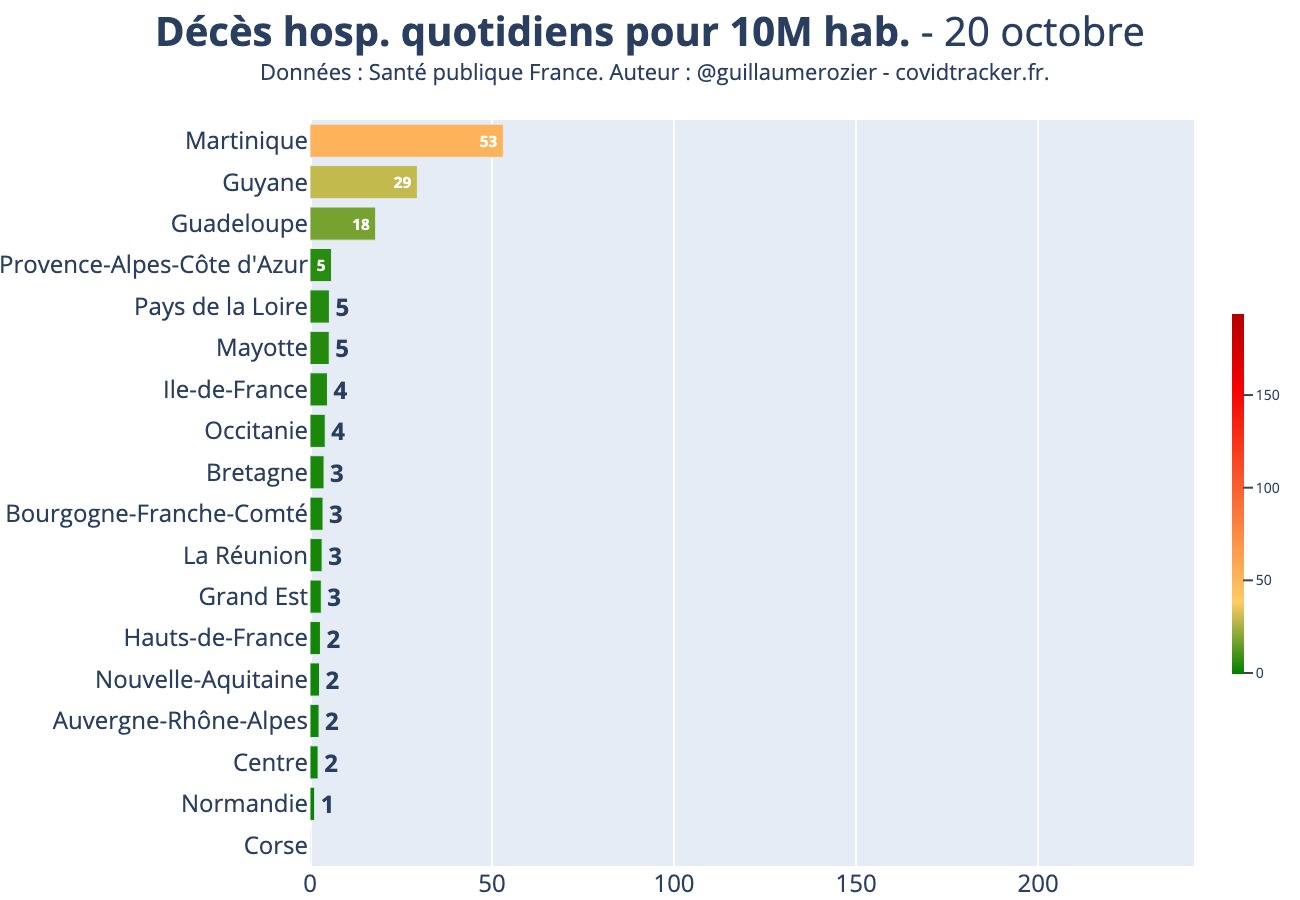 Décès hosp. quotidiens pour 10M hab. - 20 octobre
Données : Santé publique France. Auteur : @guillaumerozier - covidtracker.fr.
Martinique 53
Guyane 29
Guadeloupe 18
Provence-Alpes-Côte d'Azur 5
Pays de la Loire 5
Mayotte 5
Ile-de-France 4
Occitanie 4
Bretagne 3
Bourgogne-Franche-Comté 3
La Réunion 3
Grand Est 3
Hauts-de-France 2
Nouvelle-Aquitaine 2
Auvergne-Rhône-Alpes 2
Centre 2
Normandie 1
Corse
0 50 100 150 200
150
100
50
0